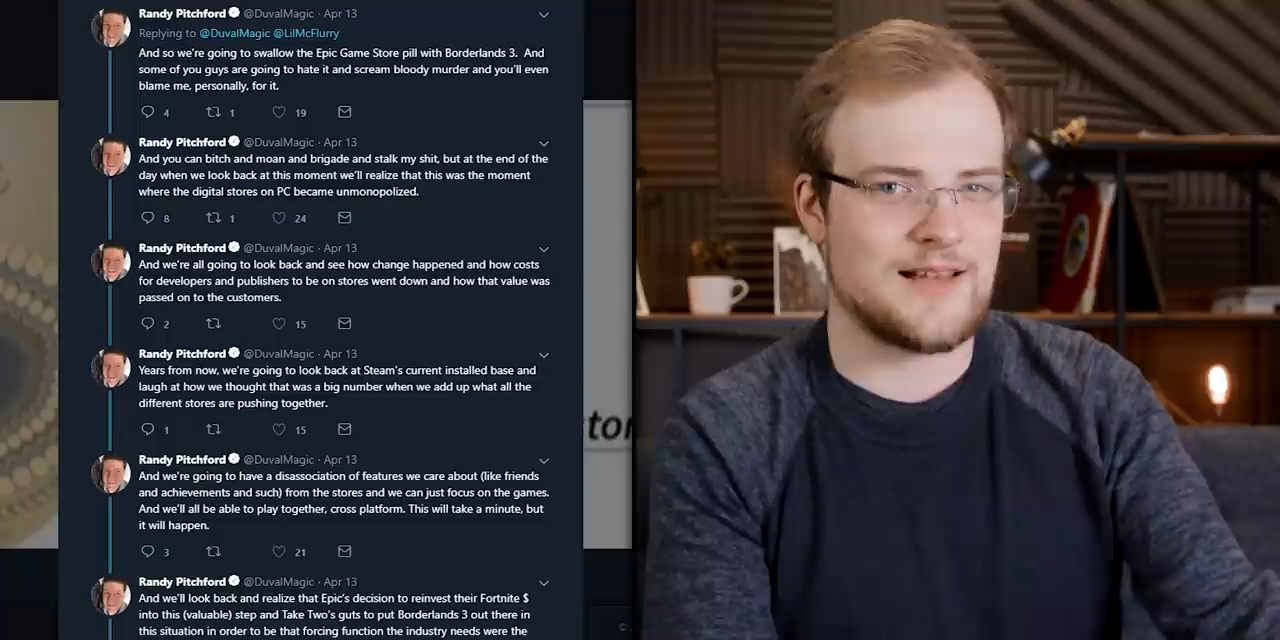 Randy Pitchford @DuvalMagic · Apr 13
Replying to @DuvalMagic @LilMcFlurry
And so we're going to swallow the Epic Game Store pill with Borderlands 3. And
some of you guys are going to hate it and scream bloody murder and you'll even
blame me, personally, for it.
4 1 19
Randy Pitchford @DuvalMagic · Apr 13
And you can bitch and moan and brigade and stalk my shit, but at the end of the
day when we look back at this moment we'll realize that this was the moment
where the digital stores on PC became unmonopolized.
8 1 24
Randy Pitchford @DuvalMagic · Apr 13
And we're all going to look back and see how change happened and how costs
for developers and publishers to be on stores went down and how that value was
passed on to the customers.
2 15
Randy Pitchford @DuvalMagic · Apr 13
Years from now, we're going to look back at Steam's current installed base and
laugh at how we thought that was a big number when we add up what all the
different stores are pushing together.
1 15
Randy Pitchford @DuvalMagic · Apr 13
And we're going to have a disassociation of features we care about (like friends
and achievements and such) from the stores and we can just focus on the games.
And we'll all be able to play together, cross platform. This will take a minute, but
it will happen.
3 21
Randy Pitchford @DuvalMagic · Apr 13
And we'll look back and realize that Epic's decision to reinvest their Fortnite $
into this (valuable) step and Take Two's guts to put Borderlands 3 out there in
this situation in order to be that forcing function the industry needs were the
tor
©